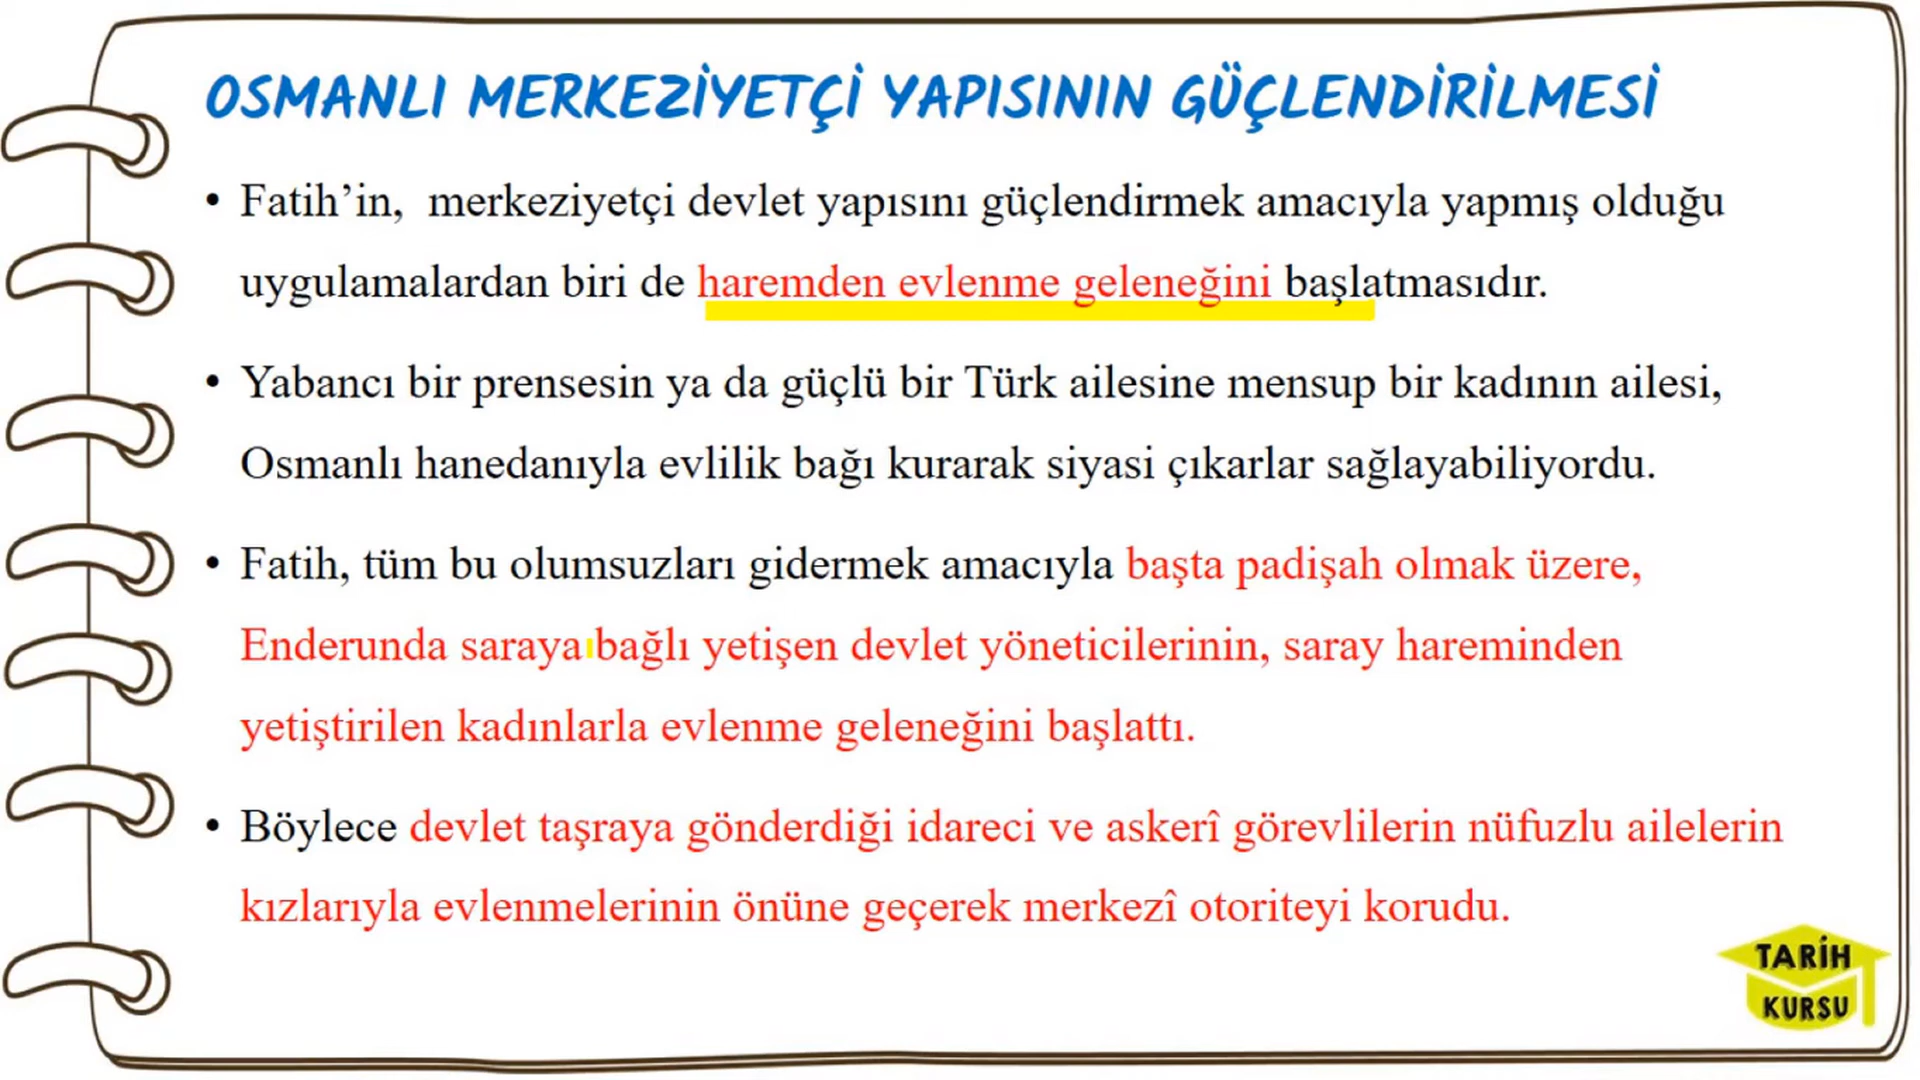 OSMANLI MERKEZİYETÇİ YAPISININ GÜÇLENDİRİLMESİ
• Fatih’in, merkeziyetçi devlet yapısını güçlendirmek amacıyla yapmış olduğu
uygulamalardan biri de haremden evlenme geleneğini başlatmasıdır.
• Yabancı bir prensesin ya da güçlü bir Türk ailesine mensup bir kadının ailesi,
Osmanlı hanedanıyla evlilik bağı kurarak siyasi çıkarlar sağlayabiliyordu.
• Fatih, tüm bu olumsuzları gidermek amacıyla başta padişah olmak üzere,
Enderunda saraya bağlı yetişen devlet yöneticilerinin, saray hareminden
yetiştirilen kadınlarla evlenme geleneğini başlattı.
• Böylece devlet taşraya gönderdiği idareci ve askerî görevlilerin nüfuzlu ailelerin
kızlarıyla evlenmelerinin önüne geçerek merkezî otoriteyi korudu.
TARİH
KURSU